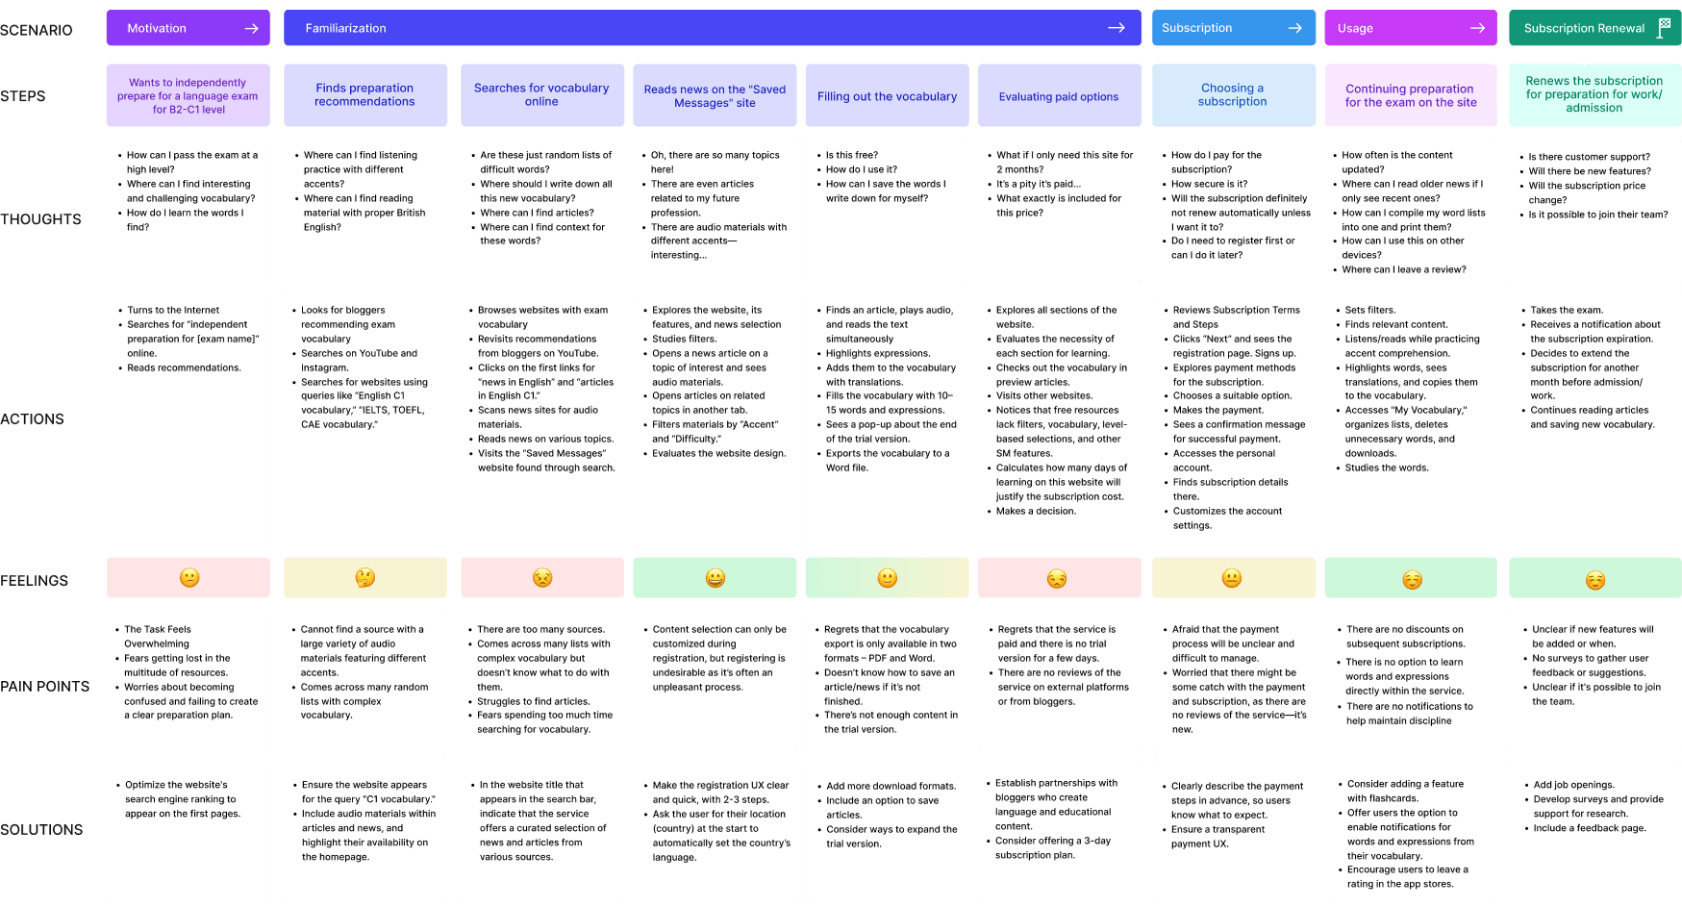 SCENARIO
Motivation
Familiarization
Subscription
Usage
Subscription Renewal
STEPS
Wants to independently
prepare for a language exam
for B2-C1 level
Finds preparation
recommendations
Searches for vocabulary
online
Reads news on the "Saved
Messages" site
Filling out the vocabulary
Evaluating paid options
Choosing a
subscription
Continuing preparation
for the exam on the site
Renews the subscription
for preparation for work/
admission
THOUGHTS
• How can I pass the exam at a
high level?
• Where can I find interesting
and challenging vocabulary?
• How do I learn the words I
find?
• Where can I find listening
practice with different
accents?
• Where can I find reading
material with proper British
English?
• Are these just random lists of
difficult words?
• Where should I write down all
this new vocabulary?
• Where can I find articles?
• Where can I find context for
these words?
• Oh, there are so many topics
here!
• There are even articles
related to my future
profession.
• There are audio materials with
different accents—
interesting...
• Is this free?
• How do I use it?
• How can I save the words I
write down for myself?
• What if I only need this site for
2 months?
• It's a pity it's paid...
• What exactly is included for
this price?
• How do I pay for the
subscription?
• How secure is it?
• Will the subscription definitely
not renew automatically unless
I want it to?
• Do I need to register first or
can I do it later?
• How often is the content
updated?
• Where can I read older news if I
only see recent ones?
• How can I compile my word lists
into one and print them?
• How can I use this on other
devices?
• Where can I leave a review?
• Is there customer support?
• Will there be new features?
• Will the subscription price
change?
• Is it possible to join their team?
ACTIONS
• Turns to the Internet
• Searches for "independent
preparation for [exam name]"
online.
• Reads recommendations.
• Looks for bloggers
recommending exam
vocabulary
• Searches on YouTube and
Instagram.
• Searches for websites using
queries like "English C1
vocabulary," "IELTS, TOEFL,
CAE vocabulary."
• Browses websites with exam
vocabulary
• Revisits recommendations
from bloggers on YouTube.
• Clicks on the first links for
"news in English" and "articles
in English C1."
• Scans news sites for audio
materials.
• Reads news on various topics.
• Visits the "Saved Messages"
website found through search.
• Explores the website, its
features, and news selection
• Studies filters.
• Opens a news article on a
topic of interest and sees
audio materials.
• Opens articles on related
topics in another tab.
• Filters materials by "Accent"
and "Difficulty."
• Evaluates the website design.
• Finds an article, plays audio,
and reads the text
simultaneously
• Highlights expressions.
• Adds them to the vocabulary
with translations.
• Fills the vocabulary with 10–
15 words and expressions.
• Sees a pop-up about the end
of the trial version.
• Exports the vocabulary to a
Word file.
• Explores all sections of the
website.
• Evaluates the necessity of
each section for learning.
• Checks out the vocabulary in
preview articles.
• Visits other websites.
• Notices that free resources
lack filters, vocabulary, level-
based selections, and other
SM features.
• Calculates how many days of
learning on this website will
justify the subscription cost.
• Makes a decision.
• Reviews Subscription Terms
and Steps
• Clicks "Next" and sees the
registration page. Signs up.
• Explores payment methods
for the subscription.
• Chooses a suitable option.
• Makes the payment.
• Sees a confirmation message
for successful payment.
• Accesses the personal
account.
• Finds subscription details
there.
• Customizes the account
settings.
• Sets filters.
• Finds relevant content.
• Listens/reads while practicing
accent comprehension.
• Highlights words, sees
translations, and copies them
to the vocabulary.
• Accesses "My Vocabulary,"
organizes lists, deletes
unnecessary words, and
downloads.
• Studies the words.
• Takes the exam.
• Receives a notification about
the subscription expiration.
• Decides to extend the
subscription for another
month before admission/
work.
• Continues reading articles
and saving new vocabulary.
FEELINGS
PAIN POINTS
• The Task Feels
Overwhelming
• Fears getting lost in the
multitude of resources.
• Worries about becoming
confused and failing to create
a clear preparation plan.
• Cannot find a source with a
large variety of audio
materials featuring different
accents.
• Comes across many random
lists with complex
vocabulary.
• There are too many sources.
• Comes across many lists with
complex vocabulary but
doesn't know what to do with
them.
• Struggles to find articles.
• Fears spending too much time
searching for vocabulary.
• Content selection can only be
customized during
registration, but registering is
undesirable as it's often an
unpleasant process.
• Regrets that the vocabulary
export is only available in two
formats – PDF and Word.
• Doesn't know how to save an
article/news if it's not
finished.
• There's not enough content in
the trial version.
• Regrets that the service is
paid and there is no trial
version for a few days.
• There are no reviews of the
service on external platforms
or from bloggers.
• Afraid that the payment
process will be unclear and
difficult to manage.
• Worried that there might be
some catch with the payment
and subscription, as there are
no reviews of the service—it's
new.
• There are no discounts on
subsequent subscriptions.
• There is no option to learn
words and expressions
directly within the service.
• There are no notifications to
help maintain discipline
• Unclear if new features will
be added or when.
• No surveys to gather user
feedback or suggestions.
• Unclear if it's possible to join
the team.
SOLUTIONS
• Optimize the website's
search engine ranking to
appear on the first pages.
• Ensure the website appears
for the query "C1 vocabulary."
• Include audio materials within
articles and news, and
highlight their availability on
the homepage.
• In the website title that
appears in the search bar,
indicate that the service
offers a curated selection of
news and articles from
various sources.
• Make the registration UX clear
and quick, with 2-3 steps.
• Ask the user for their location
(country) at the start to
automatically set the country's
language.
• Add more download formats.
• Include an option to save
articles.
• Consider ways to expand the
trial version.
• Establish partnerships with
bloggers who create
language and educational
content.
• Consider offering a 3-day
subscription plan.
• Clearly describe the payment
steps in advance, so users
know what to expect.
• Ensure a transparent
payment UX.
• Consider adding a feature
with flashcards.
• Offer users the option to
enable notifications for
words and expressions from
their vocabulary.
• Encourage users to leave a
rating in the app stores.
• Add job openings.
• Develop surveys and provide
support for research.
• Include a feedback page.